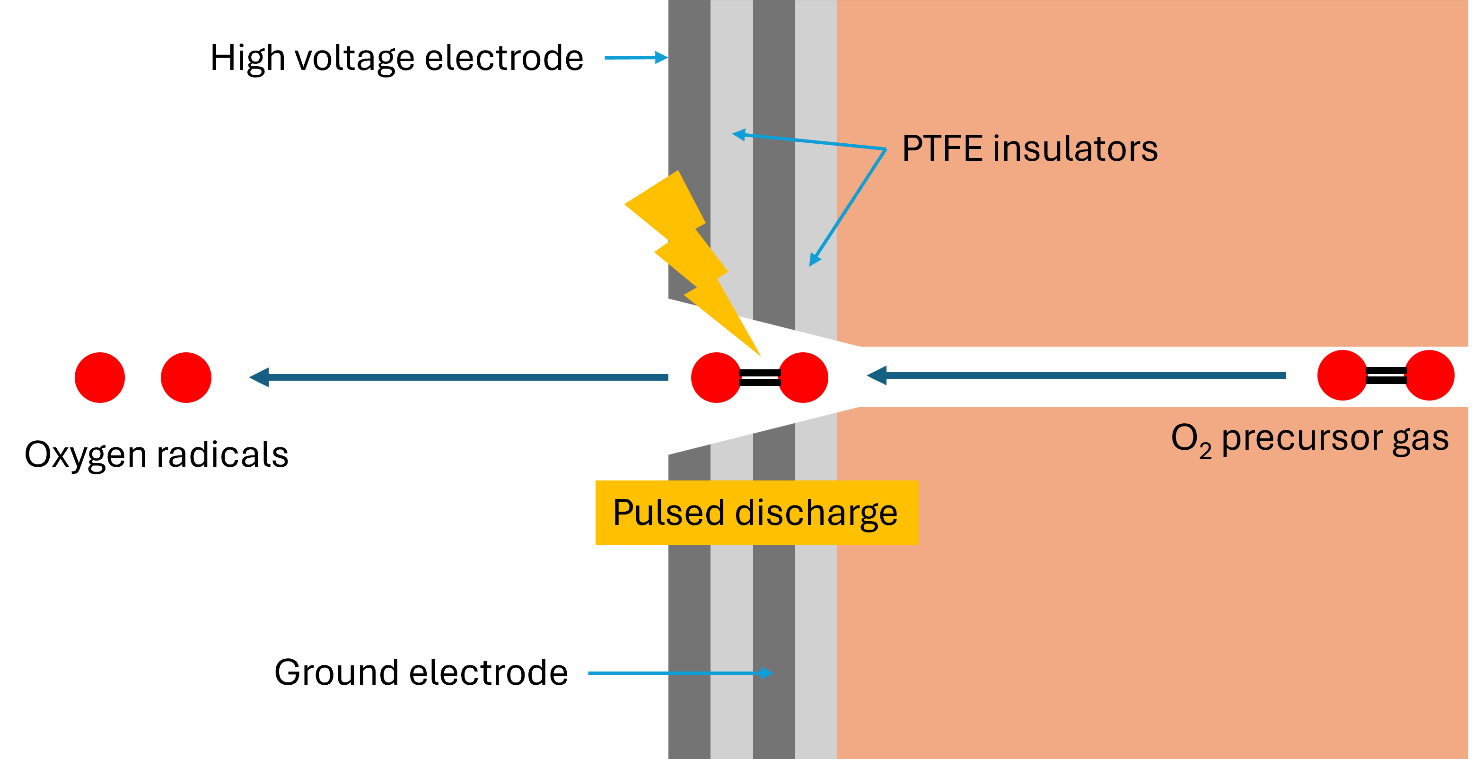 High voltage electrode
PTFE insulators
O₂ precursor gas
Oxygen radicals
Pulsed discharge
Ground electrode